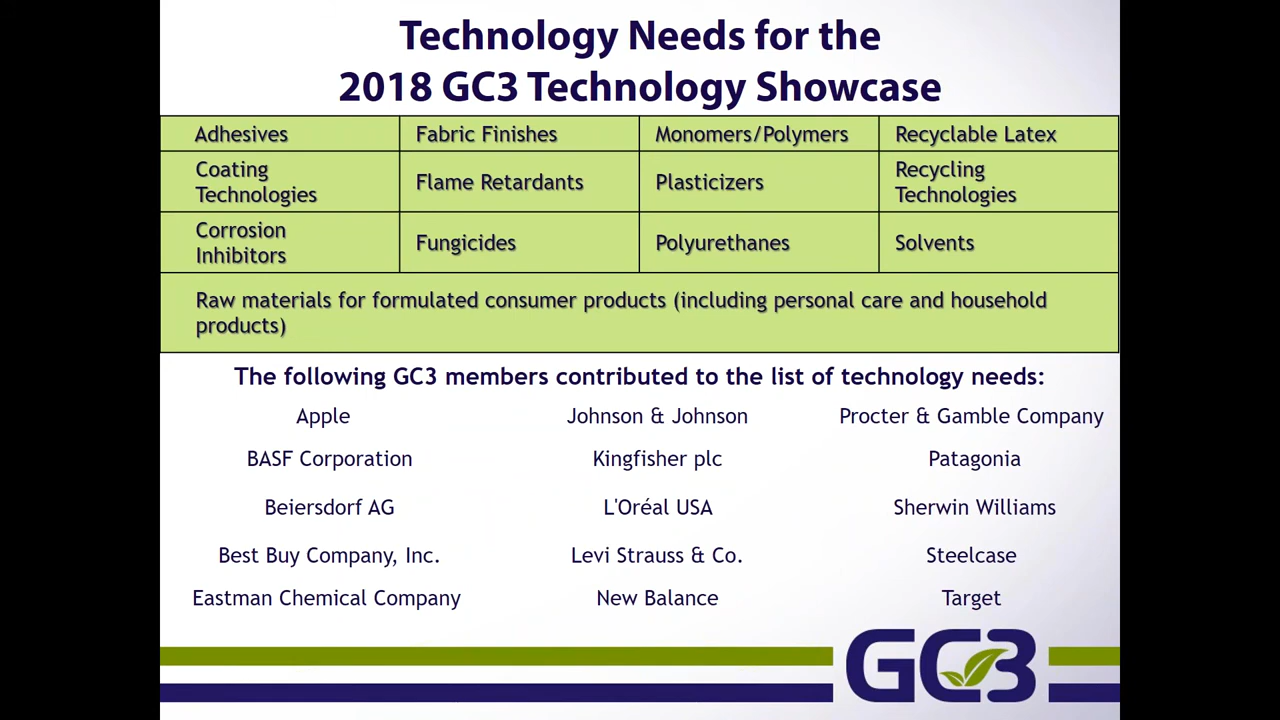 Technology Needs for the
2018 GC3 Technology Showcase
Adhesives
Fabric Finishes
Monomers/Polymers
Recyclable Latex
Coating
Technologies
Flame Retardants
Plasticizers
Recycling
Technologies
Corrosion
Inhibitors
Fungicides
Polyurethanes
Solvents
Raw materials for formulated consumer products (including personal care and household
products)
The following GC3 members contributed to the list of technology needs:
Apple
Johnson & Johnson
Procter & Gamble Company
BASF Corporation
Kingfisher plc
Patagonia
Beiersdorf AG
L'Oréal USA
Sherwin Williams
Best Buy Company, Inc.
Levi Strauss & Co.
Steelcase
Eastman Chemical Company
New Balance
Target
GC3